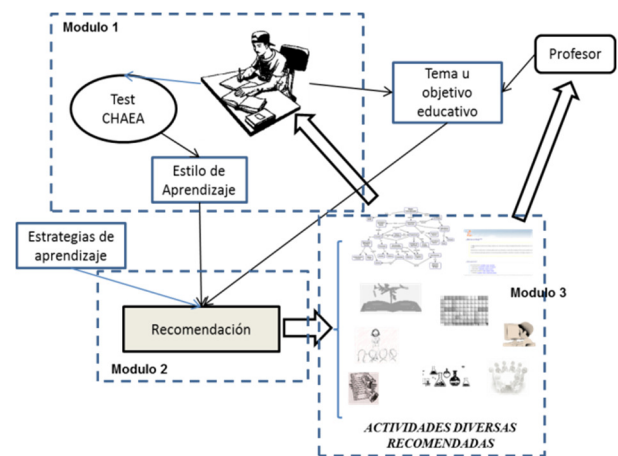 Modulo 1
Profesor
Tema u
objetivo
educativo
Test
CHAEA
Estilo de
Aprendizaje
Estrategias de
aprendizaje
Modulo 3
Recomendación
Modulo 2
ACTIVIDADES DIVERSAS
RECOMENDADAS